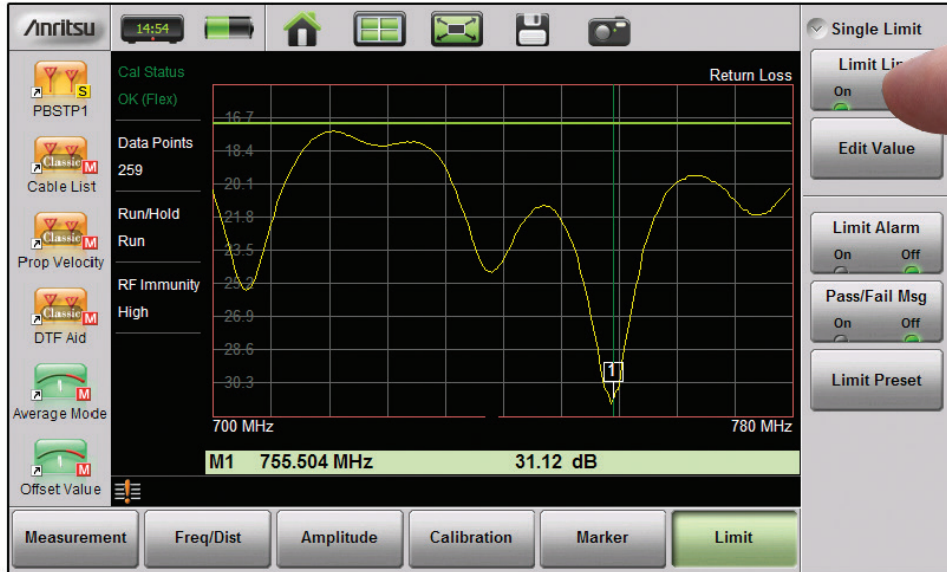 Anritsu
14:54
PBSTP1
S
Classic
M
Cable List
Classic
M
Prop Velocity
Classic
M
DTF Aid
M
Average Mode
M
Offset Value
Cal Status
OK (Flex)
Data Points
259
Run/Hold
Run
RF Immunity
High
Return Loss
16.7
18.4
20.1
21.8
23.5
26.9
28.6
30.3
1
700 MHz
780 MHz
M1 755.504 MHz 31.12 dB
Single Limit
Limit
On
Edit Value
Limit Alarm
On Off
Pass/Fail Msg
On Off
Limit Preset
Measurement
Freq/Dist
Amplitude
Calibration
Marker
Limit